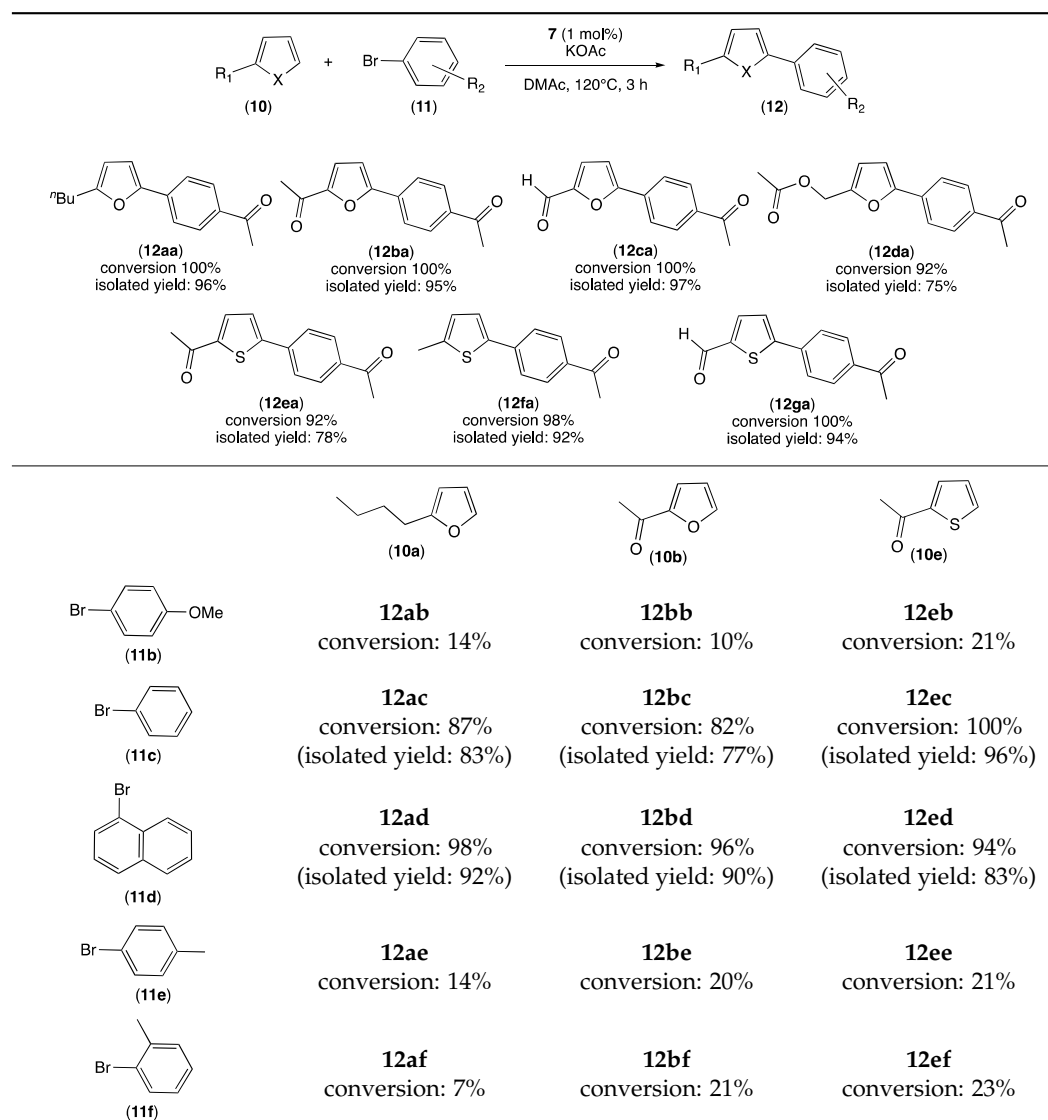 7 (1 mol%)
KOAc
DMAc, 120°C, 3 h
R1 X + Br R2 R1 X R2
(10) (11) (12)
nBu O O
(12aa)
conversion 100%
isolated yield: 96%
O O O
(12ba)
conversion 100%
isolated yield: 95%
H O O O
(12ca)
conversion 100%
isolated yield: 97%
O O O O
(12da)
conversion 92%
isolated yield: 75%
O S O
(12ea)
conversion 92%
isolated yield: 78%
S O
(12fa)
conversion 98%
isolated yield: 92%
H O S O
(12ga)
conversion 100%
isolated yield: 94%
O O O O S
(10a) (10b) (10e)
Br OMe
(11b)
12ab 12bb 12eb
conversion: 14% conversion: 10% conversion: 21%
Br
(11c)
12ac 12bc 12ec
conversion: 87% conversion: 82% conversion: 100%
(isolated yield: 83%) (isolated yield: 77%) (isolated yield: 96%)
Br
(11d)
12ad 12bd 12ed
conversion: 98% conversion: 96% conversion: 94%
(isolated yield: 92%) (isolated yield: 90%) (isolated yield: 83%)
Br
(11e)
12ae 12be 12ee
conversion: 14% conversion: 20% conversion: 21%
Br
(11f)
12af 12bf 12ef
conversion: 7% conversion: 21% conversion: 23%